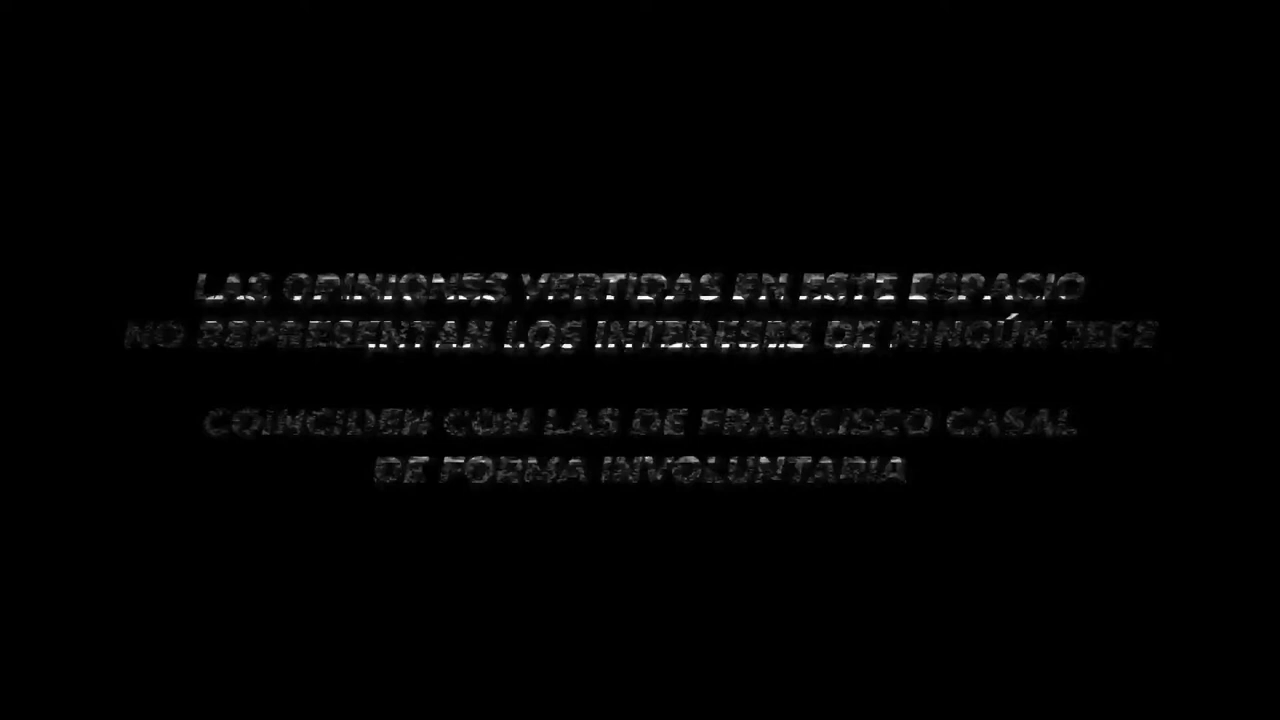 LAS OPINIONES VERTIDAS EN ESTE ESPACIO
NO REPRESENTAN LOS INTERESES DE NINGÚN JEFE
COINCIDEN CON LAS DE FRANCISCO CASAL
DE FORMA INVOLUNTARIA